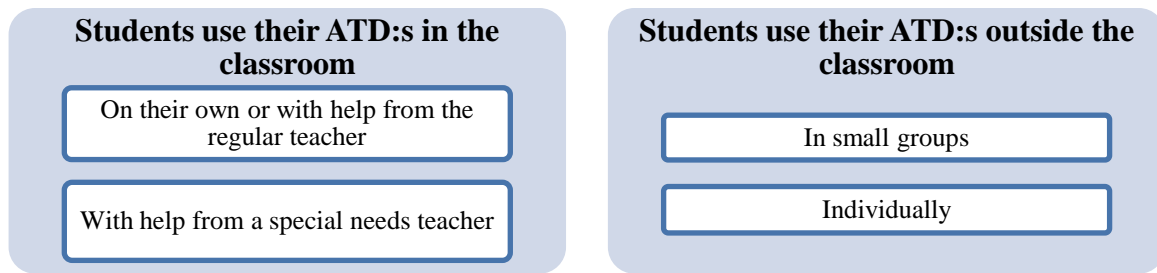 Students use their ATD:s in the
classroom
On their own or with help from the
regular teacher
With help from a special needs teacher
Students use their ATD:s outside the
classroom
In small groups
Individually